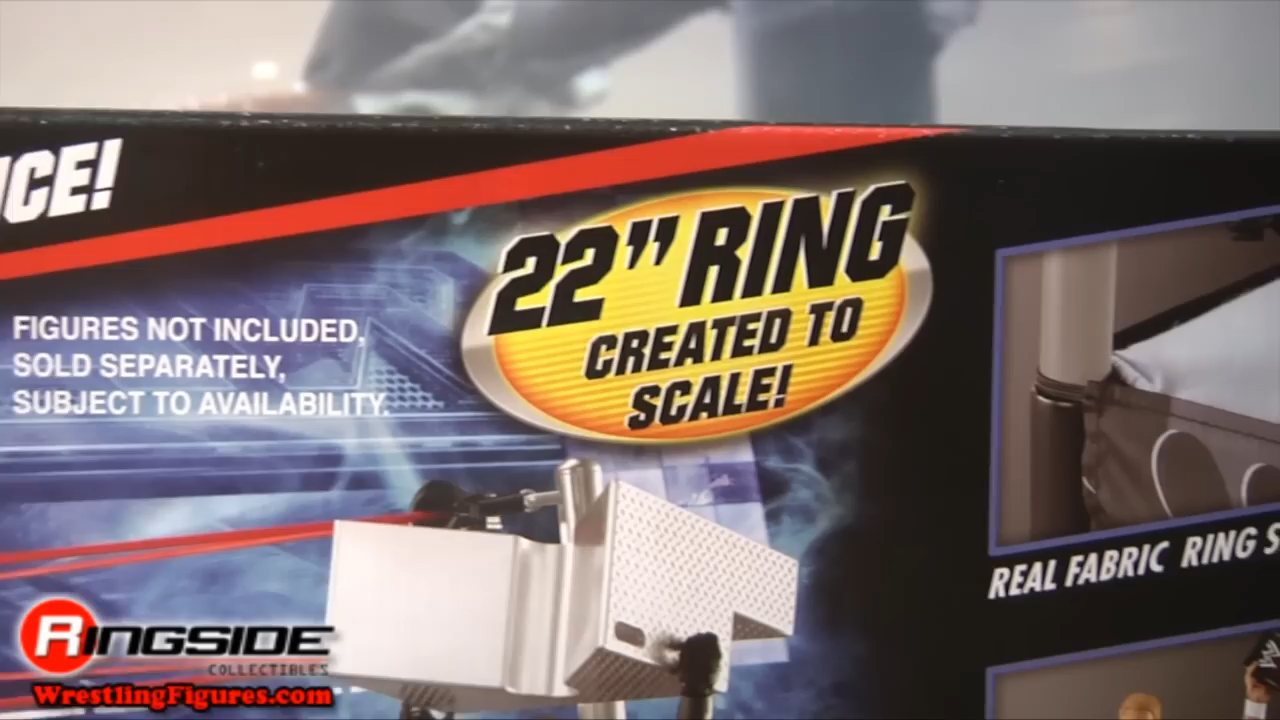 FIGURES NOT INCLUDED,
SOLD SEPARATELY,
SUBJECT TO AVAILABILITY.
22" RING
CREATED TO
SCALE!
REAL FABRIC RING
RINGSIDE
COLLECTIBLES
WrestlingFigures.com